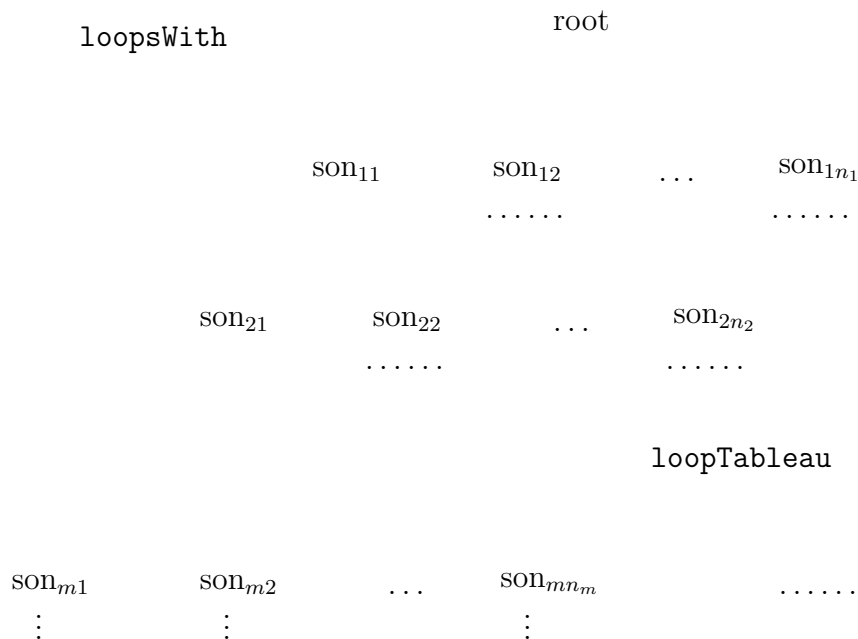 loopsWith root
son₁₁ son₁₂ ... son₁ₙ₁
...... ......
son₂₁ son₂₂ ... son₂ₙ₂
...... ......
loopTableau
sonₘ₁ sonₘ₂ ... sonₘₙₘ ......
⋮ ⋮ ⋮